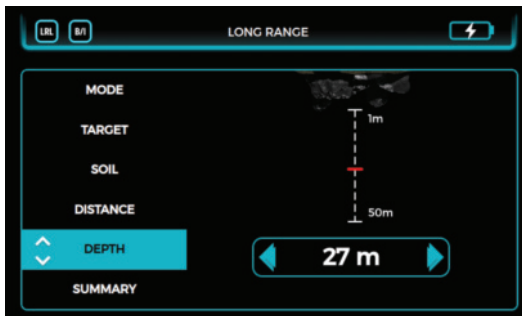 LRL B/I LONG RANGE
MODE
TARGET
SOIL
DISTANCE
DEPTH
SUMMARY
1m
50m
27 m